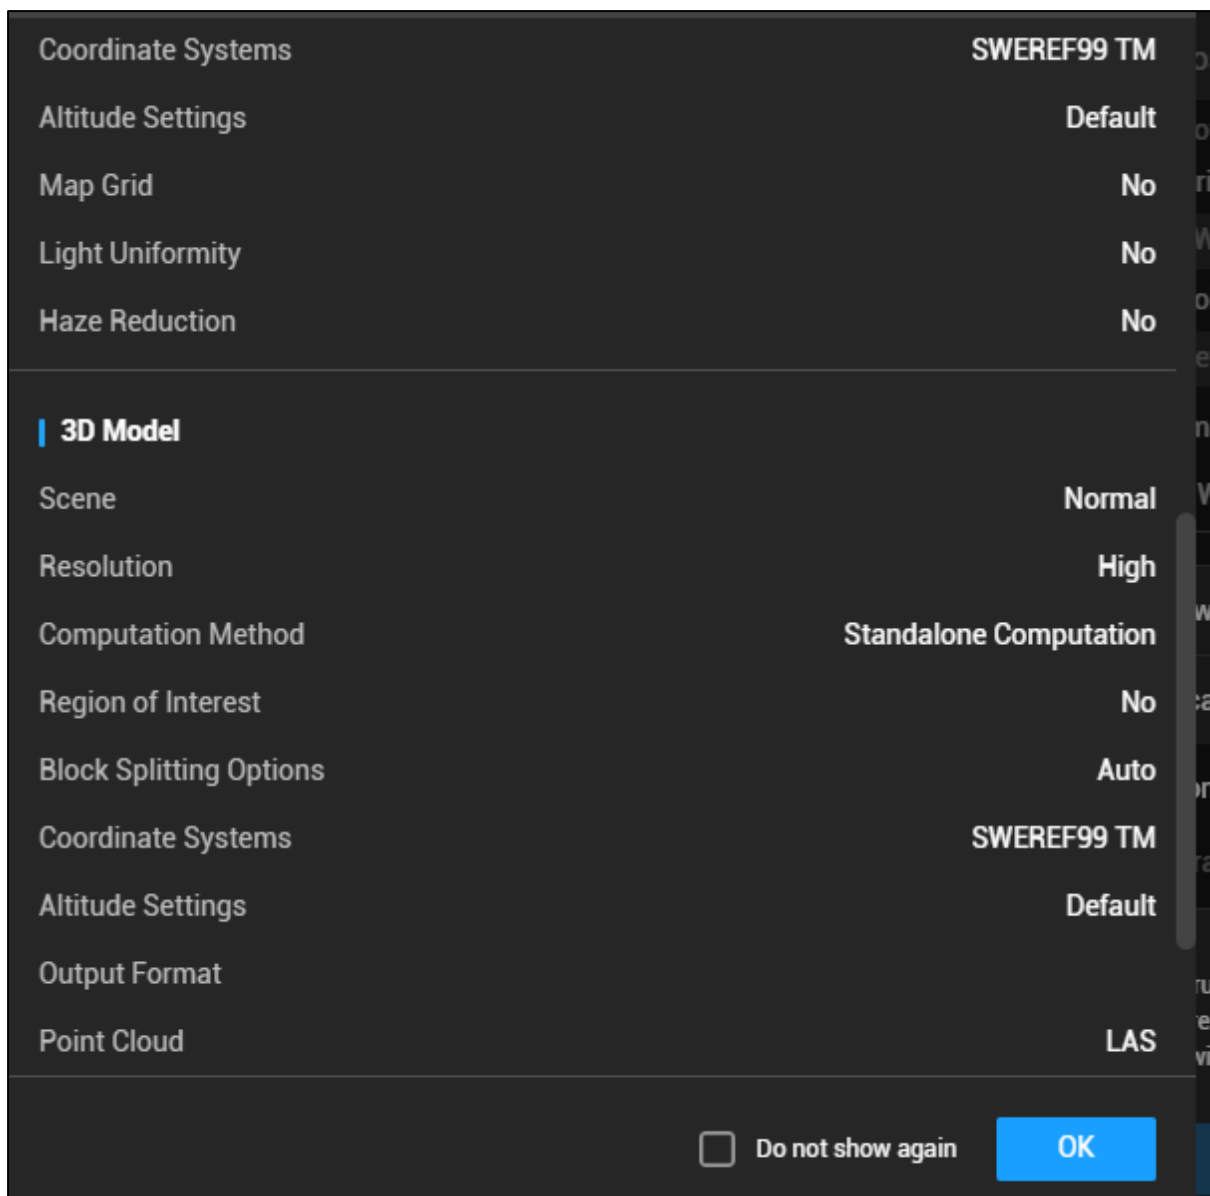 Coordinate Systems SWEREF99 TM
Altitude Settings Default
Map Grid No
Light Uniformity No
Haze Reduction No
3D Model
Scene Normal
Resolution High
Computation Method Standalone Computation
Region of Interest No
Block Splitting Options Auto
Coordinate Systems SWEREF99 TM
Altitude Settings Default
Output Format
Point Cloud LAS
Do not show again OK